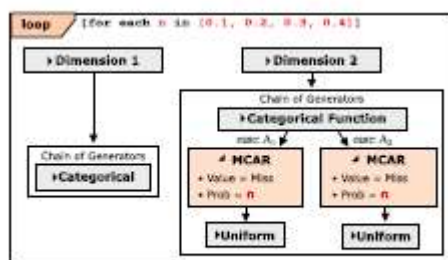 loop [for each n in [0.1, 0.2, 0.3, 0.4]]
Dimension 1
Dimension 2
Chain of Generators
Categorical Function
Chain of Generators
Categorical
MCAR
+ Value = Miss
+ Prob = n
MCAR
+ Value = Miss
+ Prob = n
Uniform
Uniform